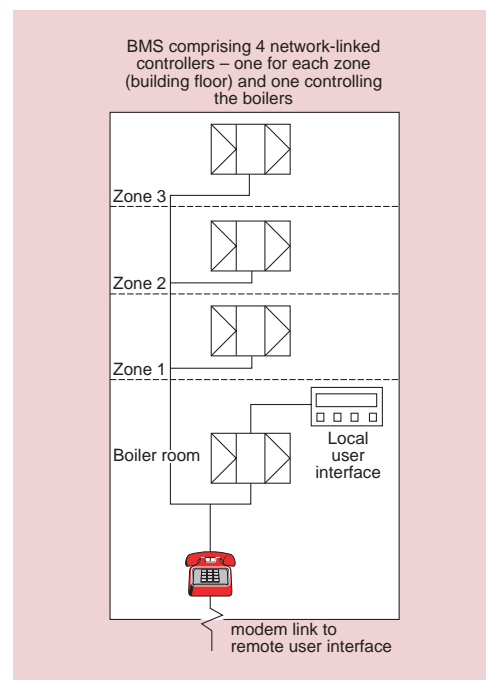 BMS comprising 4 network-linked
controllers – one for each zone
(building floor) and one controlling
the boilers
Zone 3
Zone 2
Zone 1
Boiler room
Local
user
interface
modem link to
remote user interface